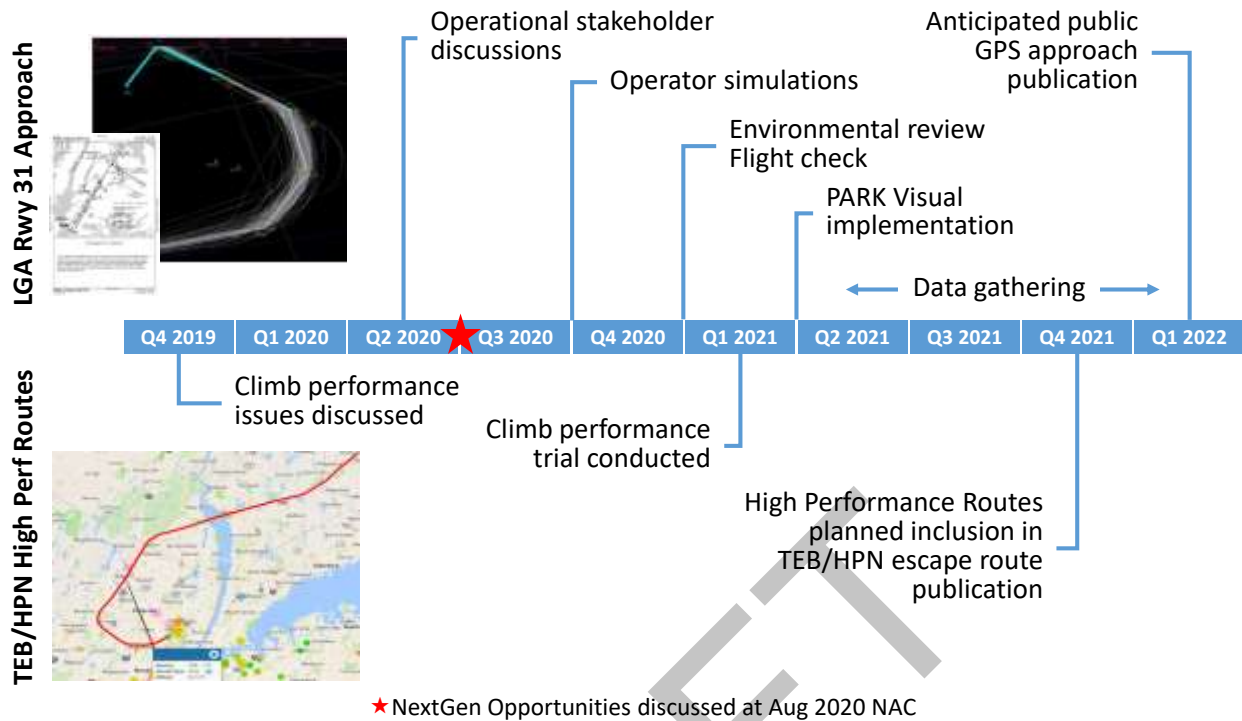 LGA Rwy 31 Approach
Operational stakeholder
discussions
Operator simulations
Environmental review
Flight check
PARK Visual
implementation
Data gathering
Anticipated public
GPS approach
publication
Q4 2019
Q1 2020
Q2 2020
Q3 2020
Q4 2020
Q1 2021
Q2 2021
Q3 2021
Q4 2021
Q1 2022
TEB/HPN High Perf Routes
Climb performance
issues discussed
Climb performance
trial conducted
High Performance Routes
planned inclusion in
TEB/HPN escape route
publication
NextGen Opportunities discussed at Aug 2020 NAC